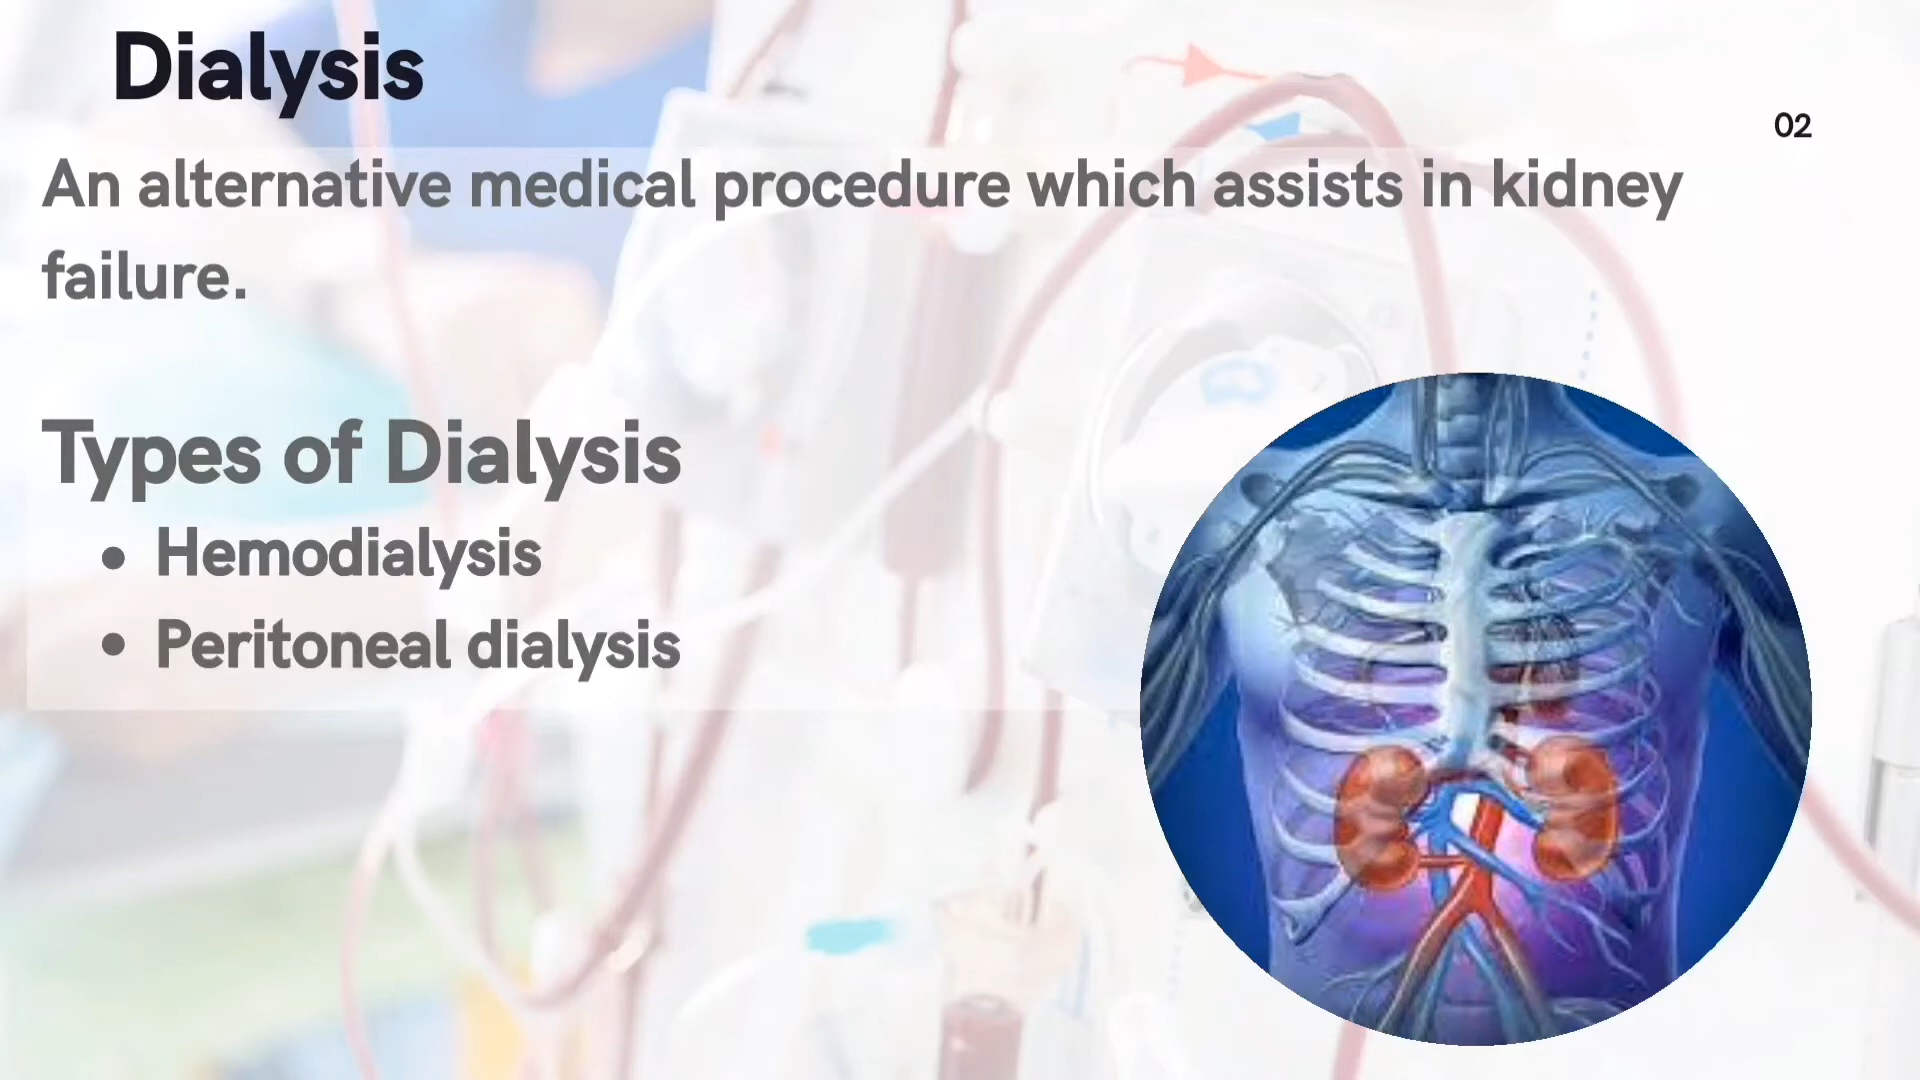 Dialysis
02
An alternative medical procedure which assists in kidney
failure.
Types of Dialysis
• Hemodialysis
• Peritoneal dialysis